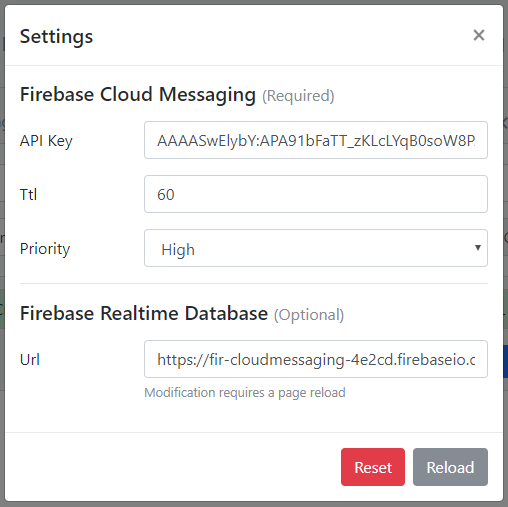 Settings ×
Firebase Cloud Messaging (Required)
API Key AAAASwElybY:APA91bFaTT_zKLcLYqB0soW8P
Ttl 60
Priority High
Firebase Realtime Database (Optional)
Url https://fir-cloudmessaging-4e2cd.firebaseio.c
Modification requires a page reload
Reset Reload